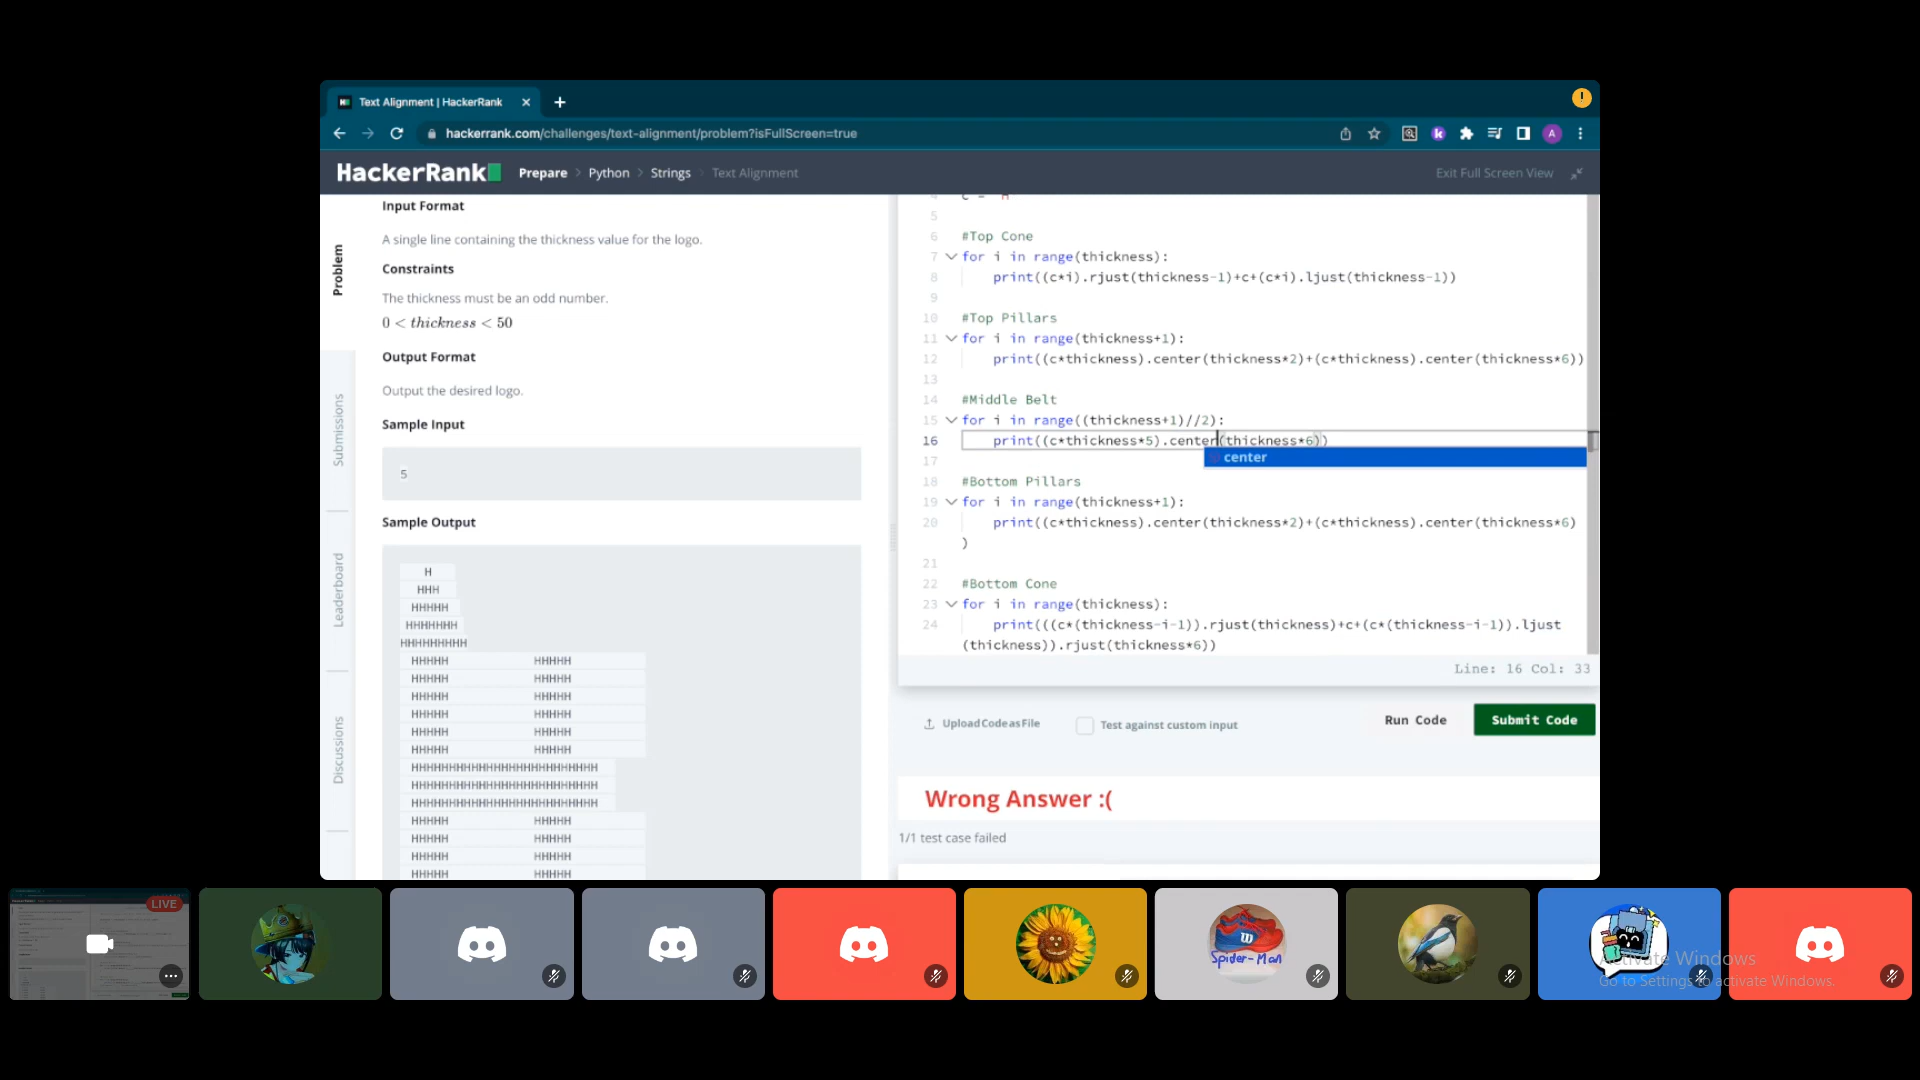 Text Alignment | HackerRank
hackerrank.com/challenges/text-alignment/problem?isFullScreen=true
A
HackerRank
Prepare > Python > Strings > Text Alignment
Exit Full Screen View
Problem
Submissions
Leaderboard
Discussions
Input Format
A single line containing the thickness value for the logo.
Constraints
The thickness must be an odd number.
0 < thickness < 50
Output Format
Output the desired logo.
Sample Input
5
Sample Output
H
HHH
HHHHH
HHHHHHH
HHHHHHHHH
HHHHH HHHHH
HHHHH HHHHH
HHHHH HHHHH
HHHHH HHHHH
HHHHH HHHHH
HHHHH HHHHH
HHHHHHHHHHHHHHHHHHHHHHHHH
HHHHHHHHHHHHHHHHHHHHHHHHH
HHHHHHHHHHHHHHHHHHHHHHHHH
HHHHH HHHHH
HHHHH HHHHH
HHHHH HHHHH
HHHHH HHHHH
5
6 #Top Cone
7 for i in range(thickness):
8 print((c*i).rjust(thickness-1)+c+(c*i).ljust(thickness-1))
9
10 #Top Pillars
11 for i in range(thickness+1):
12 print((c*thickness).center(thickness*2)+(c*thickness).center(thickness*6))
13
14 #Middle Belt
15 for i in range((thickness+1)//2):
16 print((c*thickness*5).center(thickness*6))
center
17
18 #Bottom Pillars
19 for i in range(thickness+1):
20 print((c*thickness).center(thickness*2)+(c*thickness).center(thickness*6)
)
21
22 #Bottom Cone
23 for i in range(thickness):
24 print(((c*(thickness-i-1)).rjust(thickness)+c+(c*(thickness-i-1)).ljust
(thickness)).rjust(thickness*6))
Line: 16 Col: 33
Upload Code as File
Test against custom input
Run Code
Submit Code
Wrong Answer :(
1/1 test case failed
LIVE
W
Spider-Man
Activate Windows
Go to Settings to activate Windows.